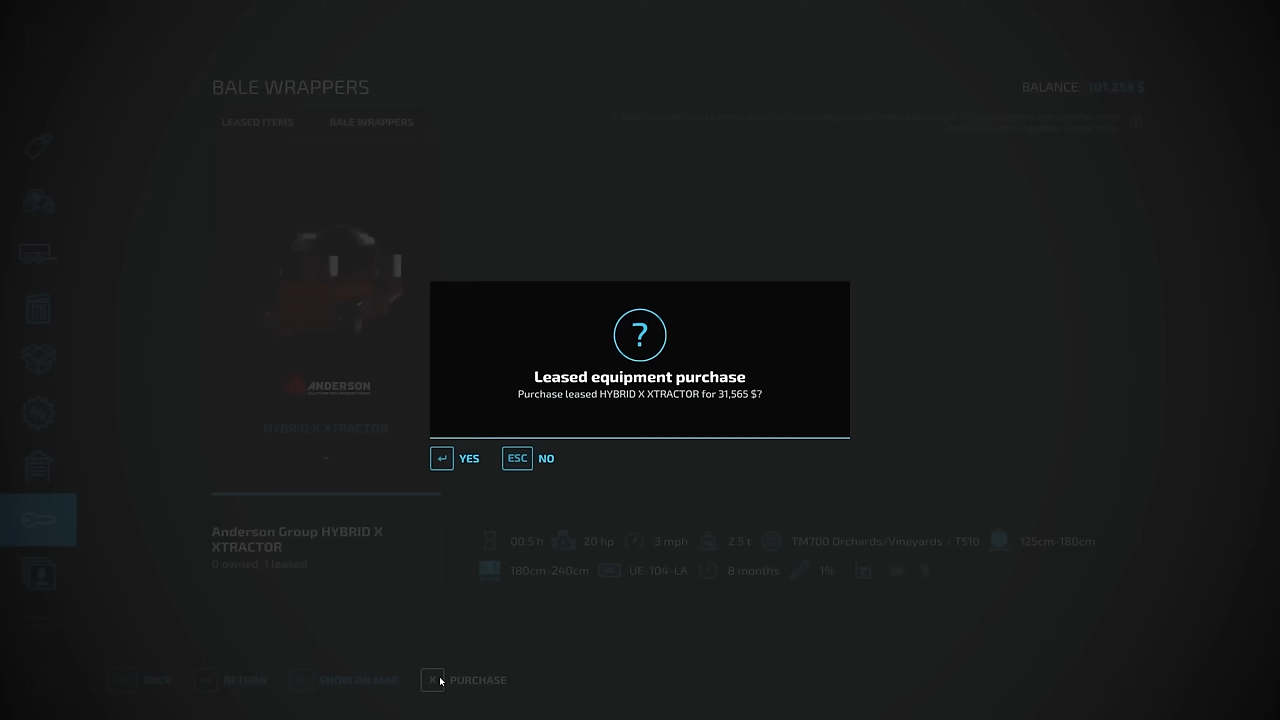 BALE WRAPPERS
BALANCE: 101,258 $
LEASED ITEMS
BALE WRAPPERS
?
Leased equipment purchase
Purchase leased HYBRID X XTRACTOR for 31,565 $?
YES
ESC
NO
ANDERSON
HYBRID X XTRACTOR
-
Anderson Group HYBRID X
XTRACTOR
0 owned, 1 leased
00:5 h
20 hp
3 mph
2.5 t
TM700 Orchards/Vineyards / T510
125cm-180cm
180cm-240cm
UE-104-LA
8 months
1%
BACK
RETURN
SHOW ON MAP
X
PURCHASE